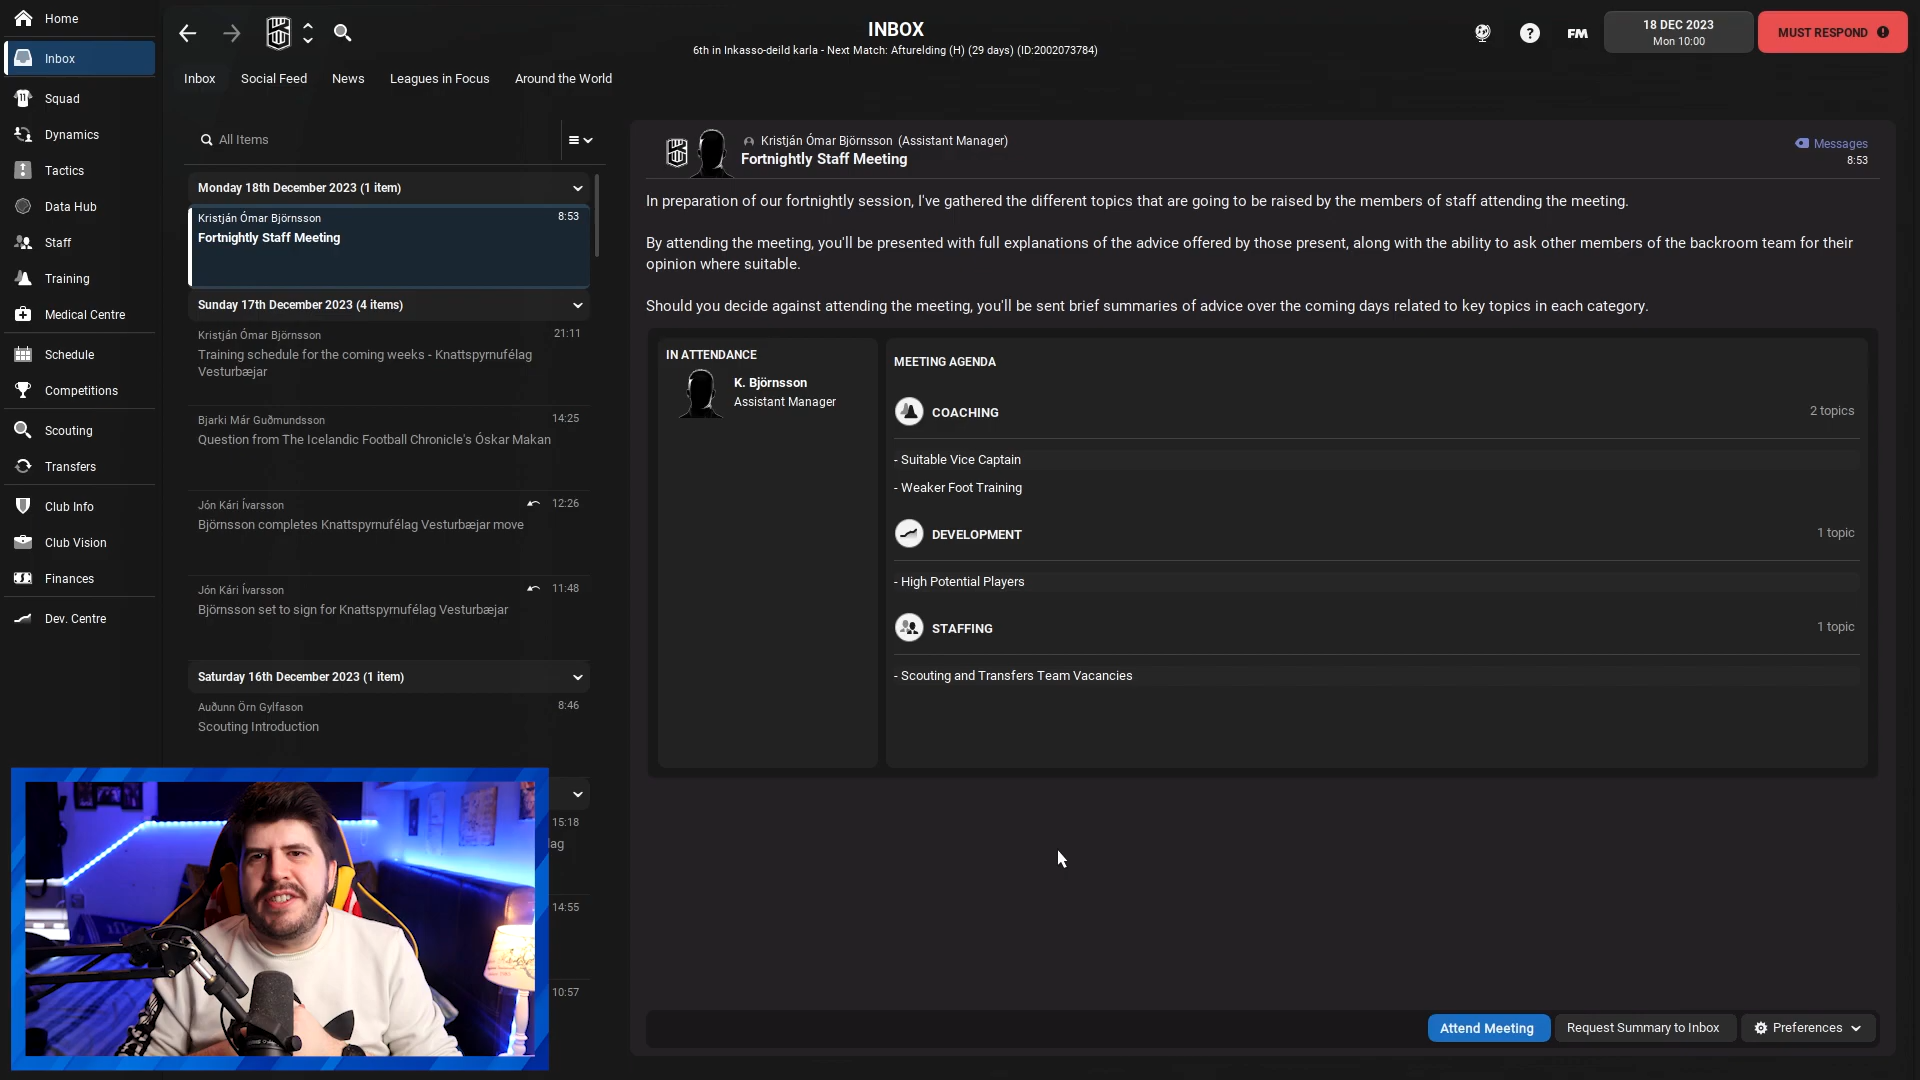 Home
Inbox
Squad
Dynamics
Tactics
Data Hub
Staff
Training
Medical Centre
Schedule
Competitions
Scouting
Transfers
Club Info
Club Vision
Finances
Dev. Centre
INBOX
6th in Inkasso-deild karla - Next Match: Afturelding (H) (29 days) (ID:2002073784)
FM
18 DEC 2023
Mon 10:00
MUST RESPOND
Inbox
Social Feed
News
Leagues in Focus
Around the World
All Items
Monday 18th December 2023 (1 item)
Kristján Ómar Björnsson 8:53
Fortnightly Staff Meeting
Sunday 17th December 2023 (4 items)
Kristján Ómar Björnsson 21:11
Training schedule for the coming weeks - Knattspyrnufélag
Vesturbæjar
Bjarki Már Guðmundsson 14:25
Question from The Icelandic Football Chronicle's Óskar Makan
Jón Kári Ívarsson 12:26
Björnsson completes Knattspyrnufélag Vesturbæjar move
Jón Kári Ívarsson 11:48
Björnsson set to sign for Knattspyrnufélag Vesturbæjar
Saturday 16th December 2023 (1 item)
Auðunn Örn Gylfason 8:46
Scouting Introduction
15:18
lag
14:55
10:57
Kristján Ómar Björnsson (Assistant Manager)
Fortnightly Staff Meeting
Messages
8:53
In preparation of our fortnightly session, I've gathered the different topics that are going to be raised by the members of staff attending the meeting.
By attending the meeting, you'll be presented with full explanations of the advice offered by those present, along with the ability to ask other members of the backroom team for their
opinion where suitable.
Should you decide against attending the meeting, you'll be sent brief summaries of advice over the coming days related to key topics in each category.
IN ATTENDANCE
K. Björnsson
Assistant Manager
MEETING AGENDA
COACHING 2 topics
- Suitable Vice Captain
- Weaker Foot Training
DEVELOPMENT 1 topic
- High Potential Players
STAFFING 1 topic
- Scouting and Transfers Team Vacancies
Attend Meeting
Request Summary to Inbox
Preferences